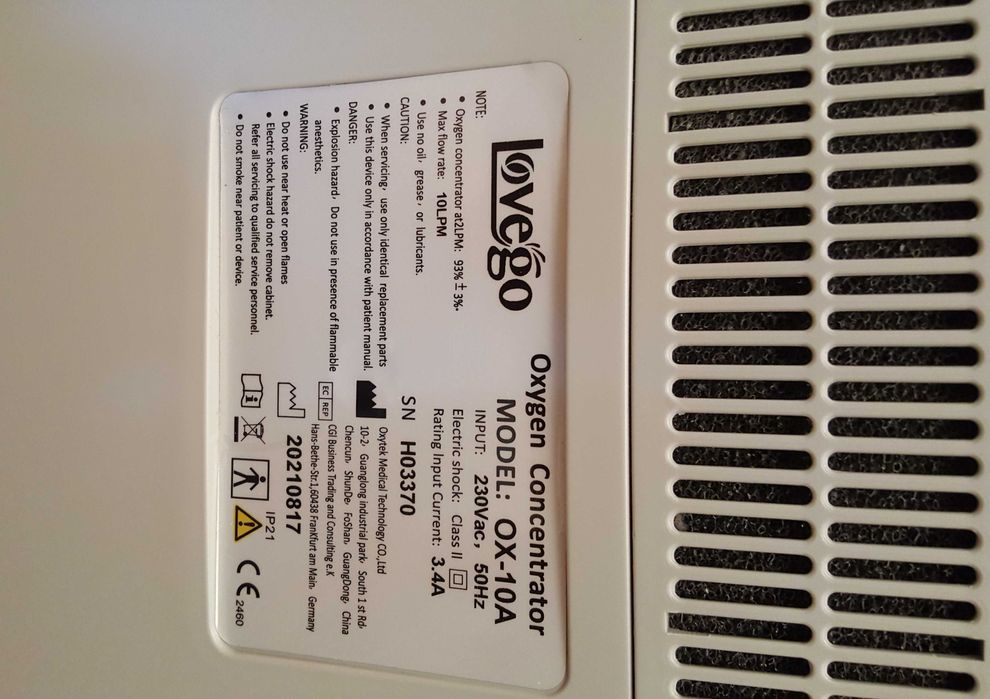 Lovego
Oxygen Concentrator
MODEL: OX-10A
INPUT: 230Vac, 50Hz
Electric shock: Class II
Rating Input Current: 3.4A
SN H03370
NOTE:
• Oxygen concentrator at2LPM: 93%±3%.
• Max flow rate: 10LPM
• Use no oil, grease, or lubricants.
CAUTION:
• When servicing, use only identical replacement parts
• Use this device only in accordance with patient manual.
DANGER:
• Explosion hazard, Do not use in presence of flammable
anesthetics.
WARNING:
• Do not use near heat or open flames
• Electric shock hazard do not remove cabinet.
Refer all servicing to qualified service personnel.
• Do not smoke near patient or device.
Oxytek Medical Technology CO.,Ltd
10-2, Guanglong industrial park, South 1 st Rd,
Chencun, ShunDe, FoShan, GuangDong, China
EC REP
CGI Business Trading and Consulting e.K
Hans-Bethe-Str.1,60438 Frankfurt am Main, Germany
20210817
IP21
CE 2460